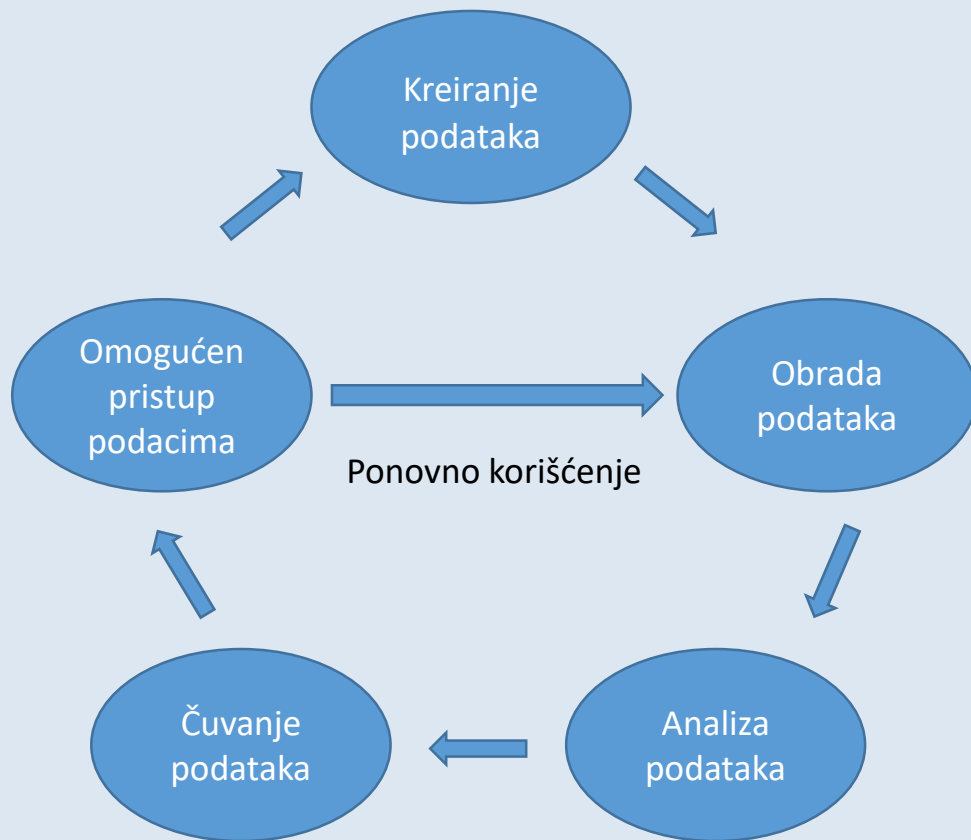 Kreiranje
podataka
Omogućen
pristup
podacima
Obrada
podataka
Ponovno korišćenje
Čuvanje
podataka
Analiza
podataka